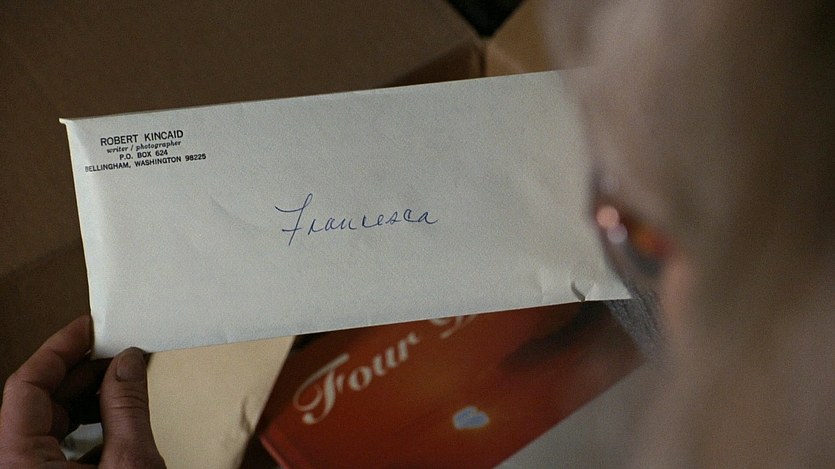 ROBERT KINCAID
writer / photographer
P.O. BOX 624
BELLINGHAM, WASHINGTON 98225
Francesca
Four